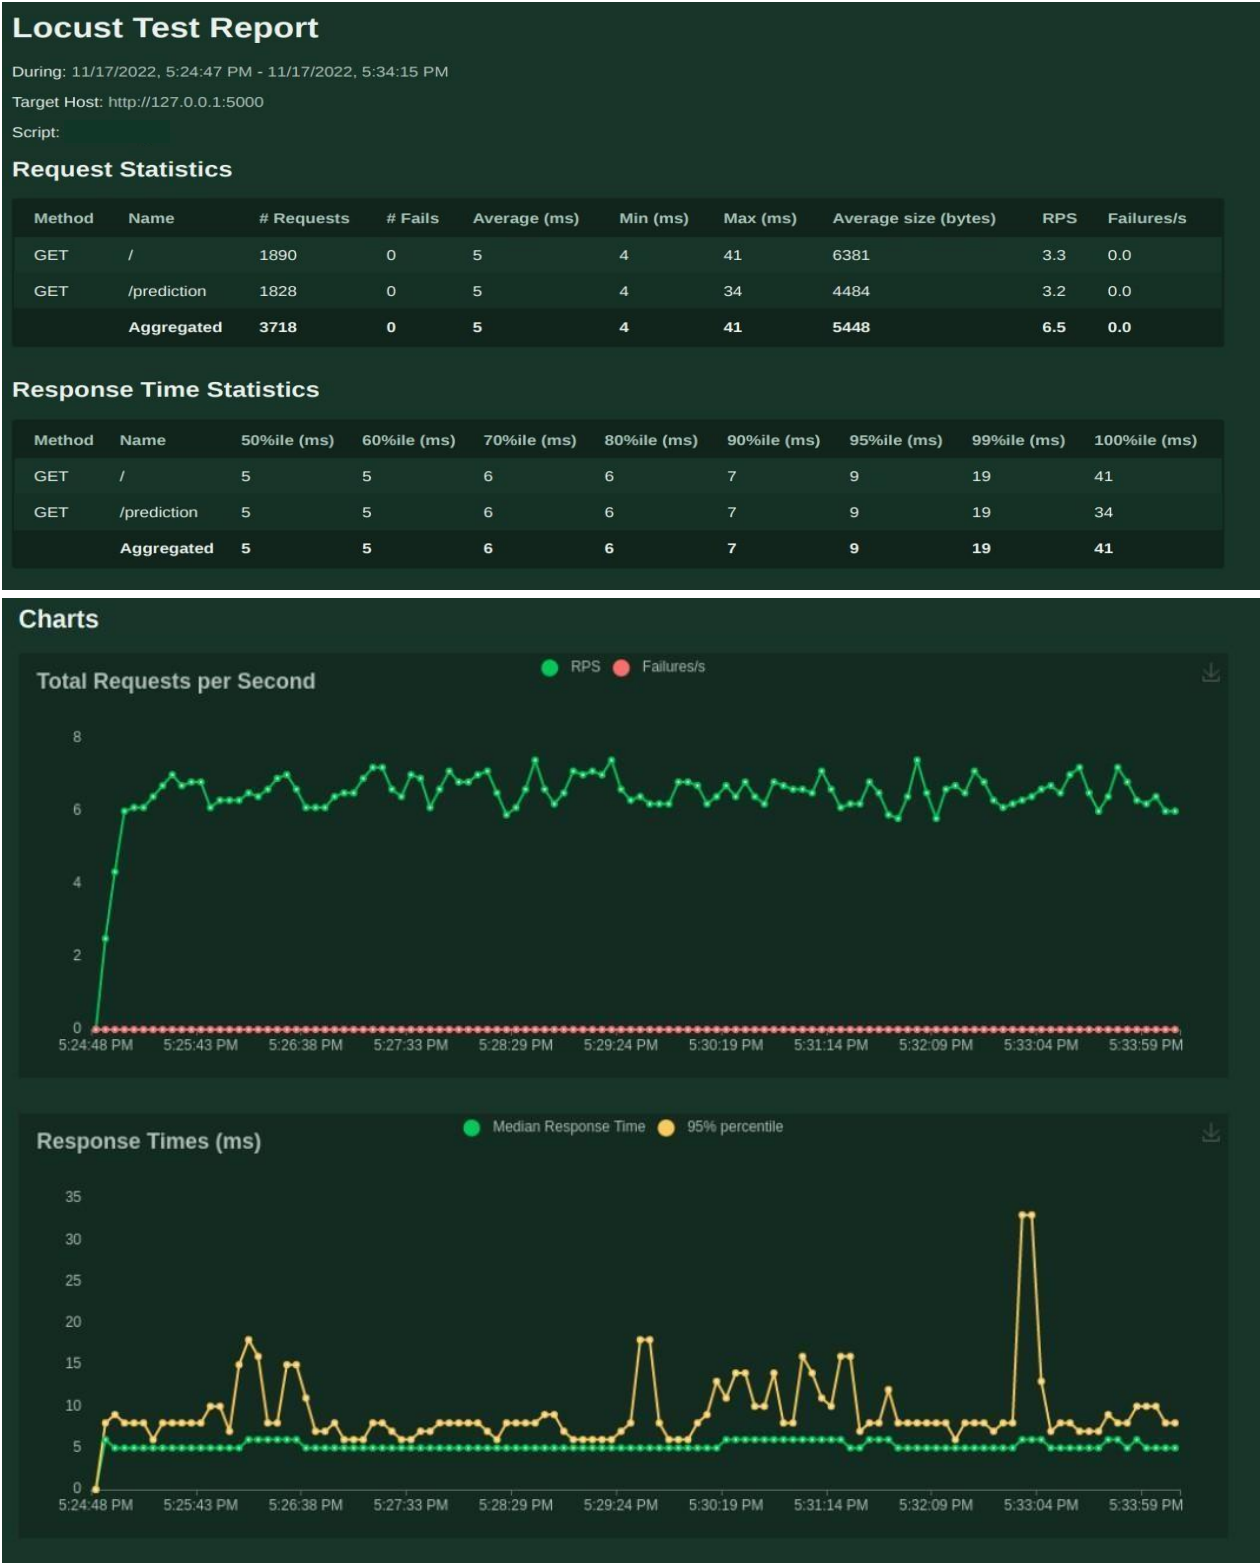 Locust Test Report
During: 11/17/2022, 5:24:47 PM - 11/17/2022, 5:34:15 PM
Target Host: http://127.0.0.1:5000
Script:
Request Statistics
Method Name # Requests # Fails Average (ms) Min (ms) Max (ms) Average size (bytes) RPS Failures/s
GET / 1890 0 5 4 41 6381 3.3 0.0
GET /prediction 1828 0 5 4 34 4484 3.2 0.0
Aggregated 3718 0 5 4 41 5448 6.5 0.0
Response Time Statistics
Method Name 50%ile (ms) 60%ile (ms) 70%ile (ms) 80%ile (ms) 90%ile (ms) 95%ile (ms) 99%ile (ms) 100%ile (ms)
GET / 5 5 6 6 7 9 19 41
GET /prediction 5 5 6 6 7 9 19 34
Aggregated 5 5 6 6 7 9 19 41
Charts
RPS Failures/s
Total Requests per Second
8
6
4
2
0
5:24:48 PM 5:25:43 PM 5:26:38 PM 5:27:33 PM 5:28:29 PM 5:29:24 PM 5:30:19 PM 5:31:14 PM 5:32:09 PM 5:33:04 PM 5:33:59 PM
Median Response Time 95% percentile
Response Times (ms)
35
30
25
20
15
10
5
0
5:24:48 PM 5:25:43 PM 5:26:38 PM 5:27:33 PM 5:28:29 PM 5:29:24 PM 5:30:19 PM 5:31:14 PM 5:32:09 PM 5:33:04 PM 5:33:59 PM